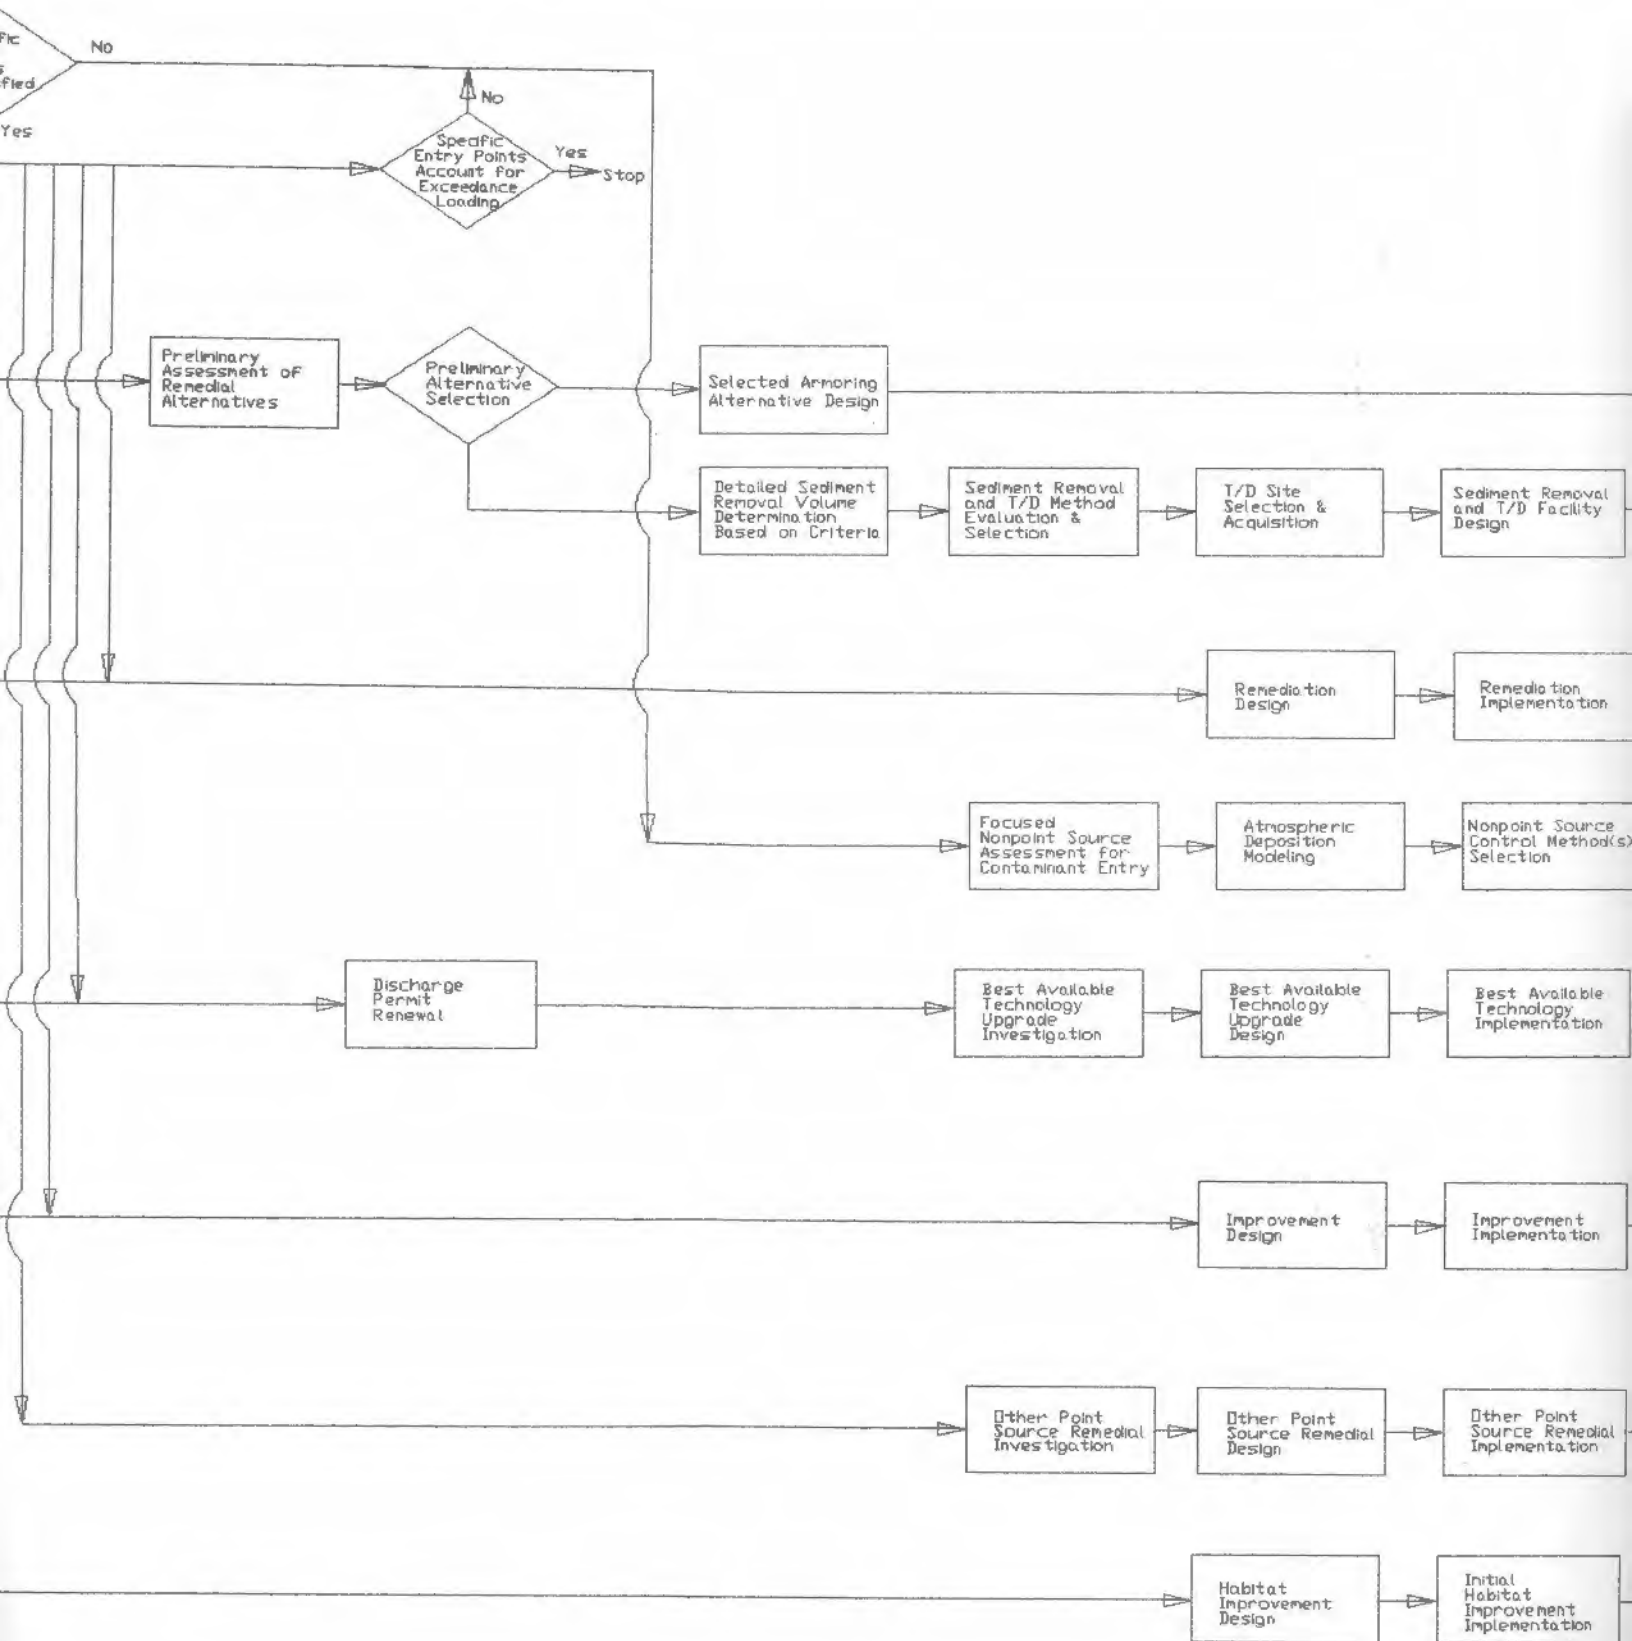 No
fic
s
fied
Yes
No
Specific
Entry Points
Account for
Exceedance
Loading
Yes
Stop
Preliminary
Assessment of
Remedial
Alternatives
Preliminary
Alternative
Selection
Selected Armoring
Alternative Design
Detailed Sediment
Removal Volume
Determination
Based on Criteria
Sediment Removal
and T/D Method
Evaluation &
Selection
T/D Site
Selection &
Acquisition
Sediment Removal
and T/D Facility
Design
Remediation
Design
Remediation
Implementation
Focused
Nonpoint Source
Assessment for
Contaminant Entry
Atmospheric
Deposition
Modeling
Nonpoint Source
Control Method(s)
Selection
Discharge
Permit
Renewal
Best Available
Technology
Upgrade
Investigation
Best Available
Technology
Upgrade
Design
Best Available
Technology
Implementation
Improvement
Design
Improvement
Implementation
Other Point
Source Remedial
Investigation
Other Point
Source Remedial
Design
Other Point
Source Remedial
Implementation
Habitat
Improvement
Design
Initial
Habitat
Improvement
Implementation